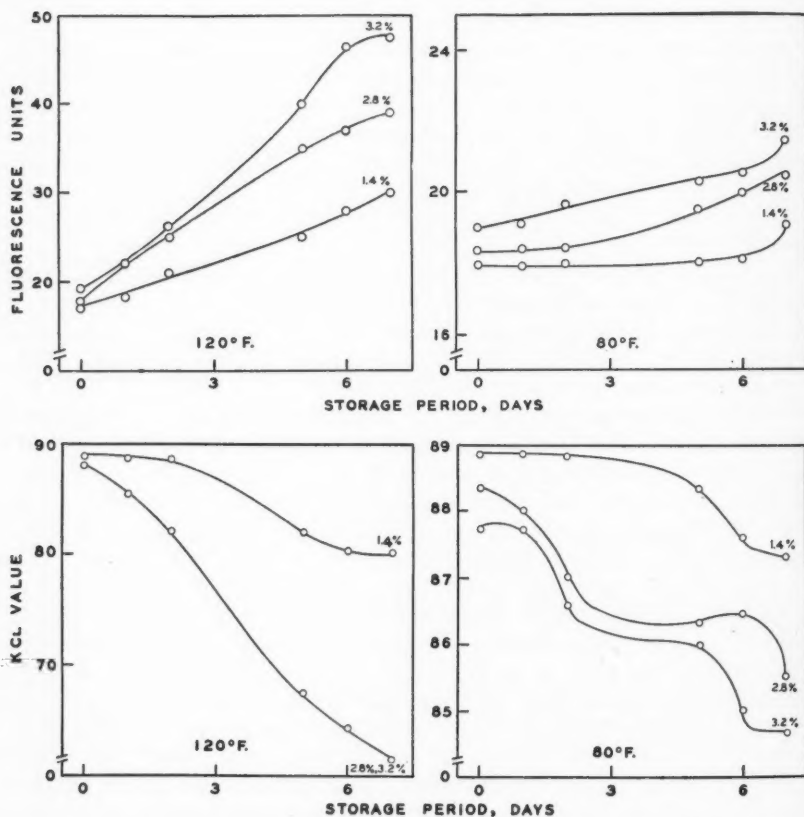 FLUORESCENCE UNITS
50
40
30
20
0
3.2%
2.8%
1.4%
120°F.
0 3 6
25
20
15
0
3.2%
2.8%
1.4%
80°F.
0 3 6
STORAGE PERIOD, DAYS
KCL VALUE
90
80
70
0
1.4%
2.8%,3.2%
120°F.
0 3 6
89
88
87
86
85
0
1.4%
2.8%
3.2%
80°F.
0 3 6
STORAGE PERIOD, DAYS